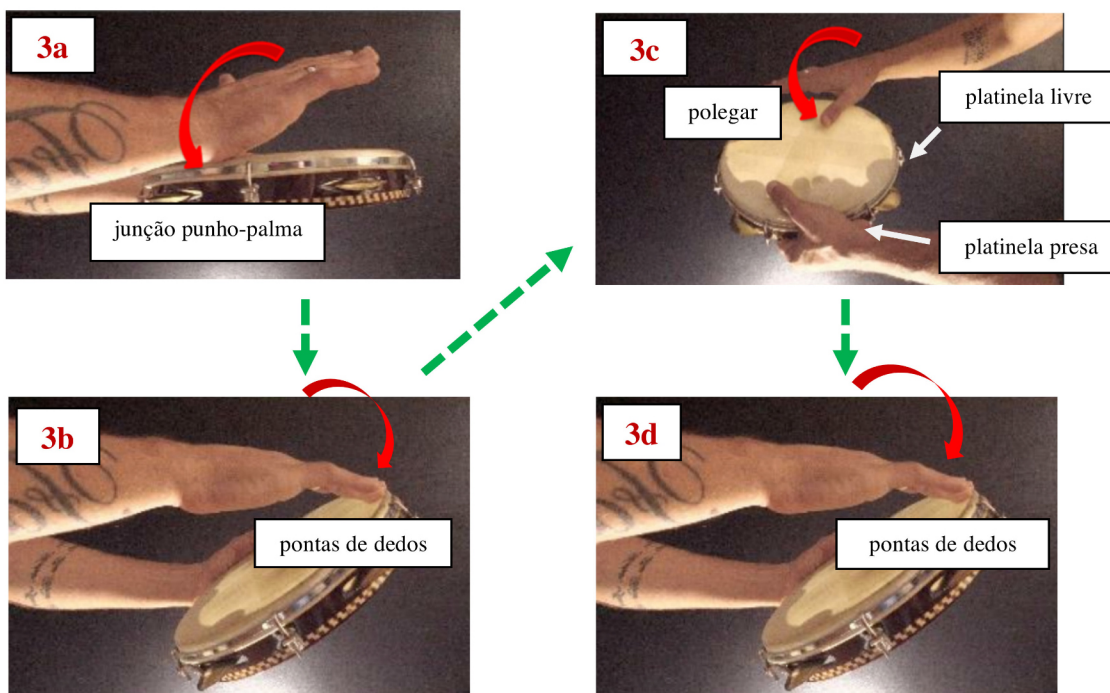 3a
junção punho-palma
3b
pontas de dedos
3c
polegar
platinela livre
platinela presa
3d
pontas de dedos